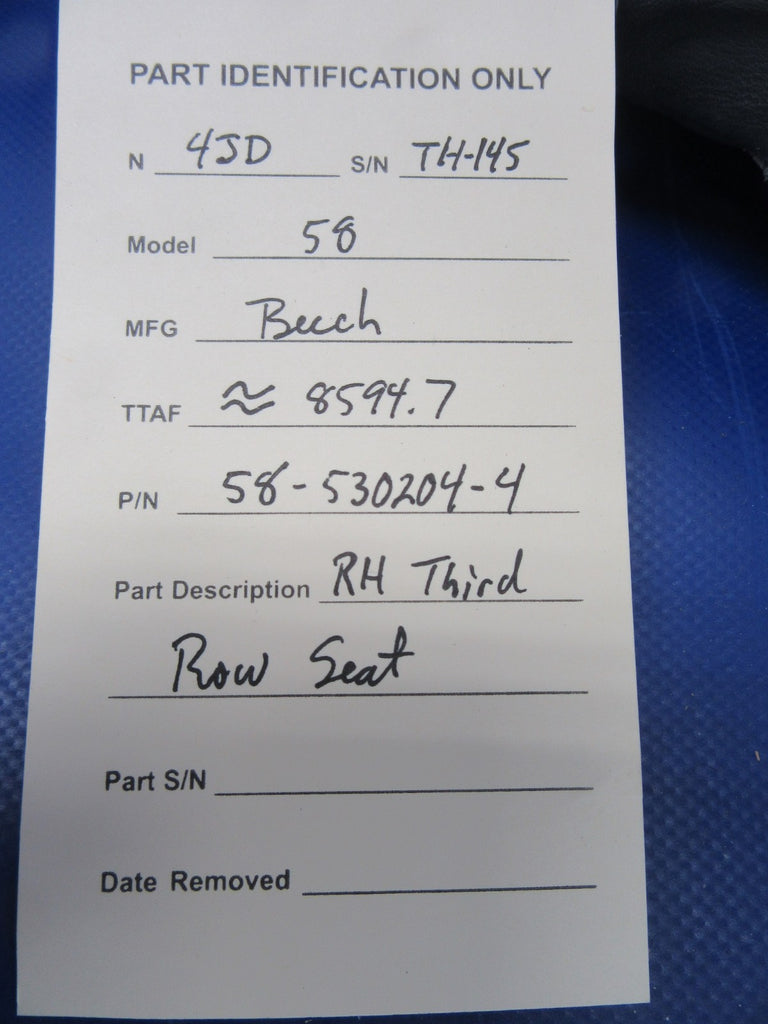 PART IDENTIFICATION ONLY
N 4JD S/N TH-145
Model 58
MFG Beech
TTAF ≈ 8594.7
P/N 58-530204-4
Part Description RH Third
Row Seat
Part S/N
Date Removed